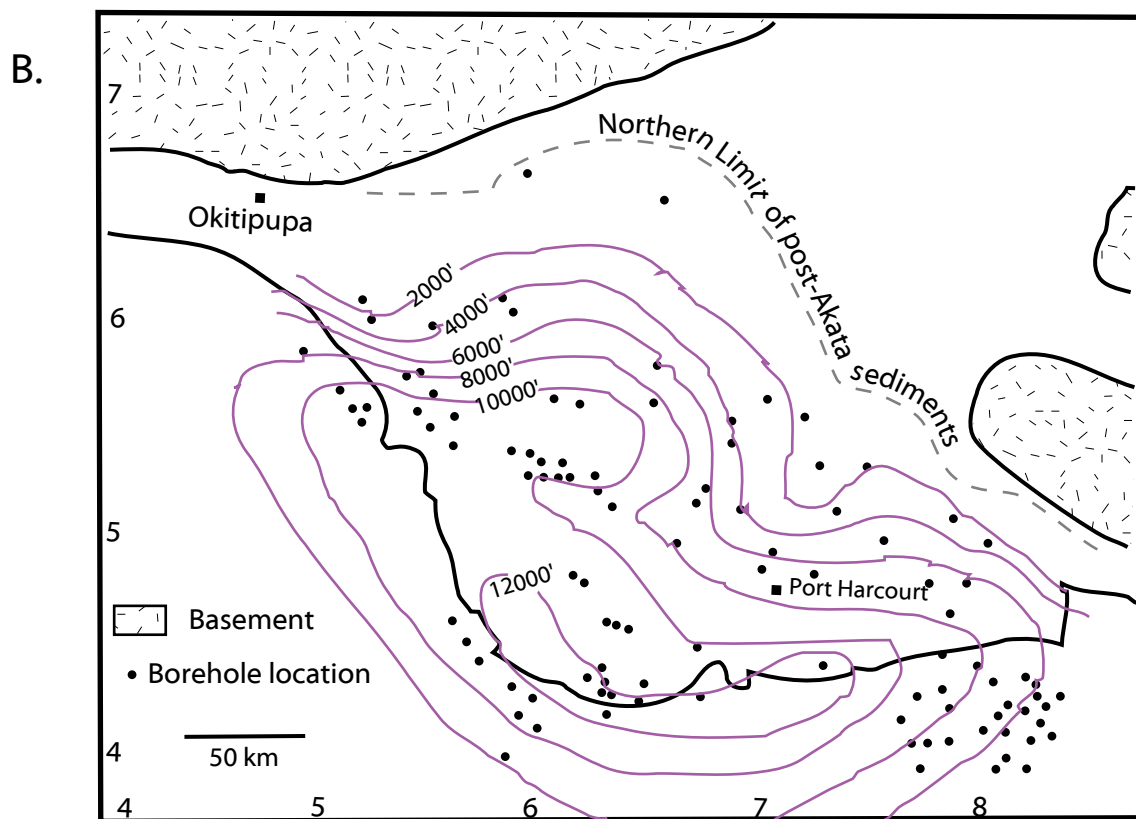 B.
7
Northern Limit of post-Akata sediments
Okitipupa
2000'
6
4000'
6000'
8000'
10000'
5
12000'
Port Harcourt
Basement
Borehole location
4
50 km
4 5 6 7 8